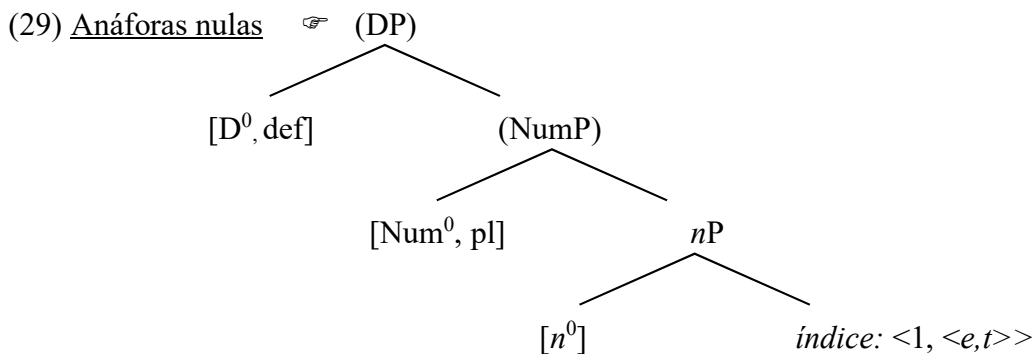 (29) Anáforas nulas ☞ (DP)
[D⁰, def] (NumP)
[Num⁰, pl] nP
[n⁰] índice: <1, <e,t>>